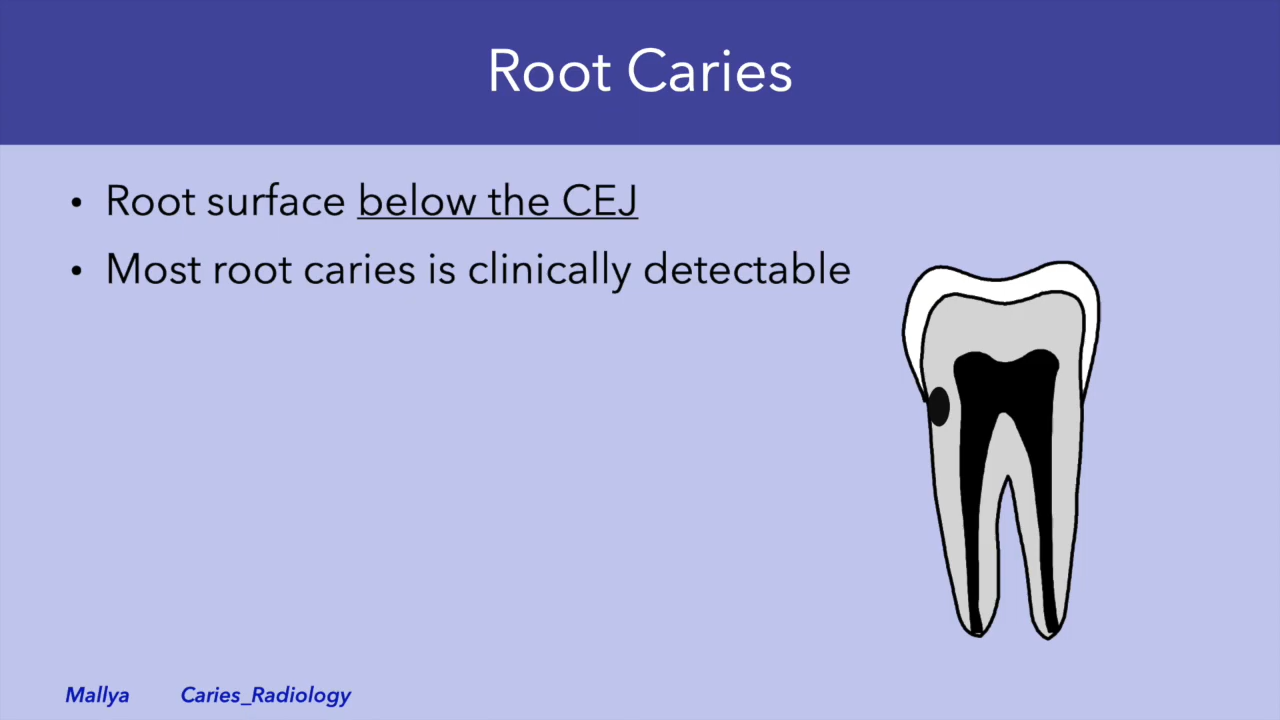 Root Caries
• Root surface below the CEJ
• Most root caries is clinically detectable
Mallya Caries_Radiology